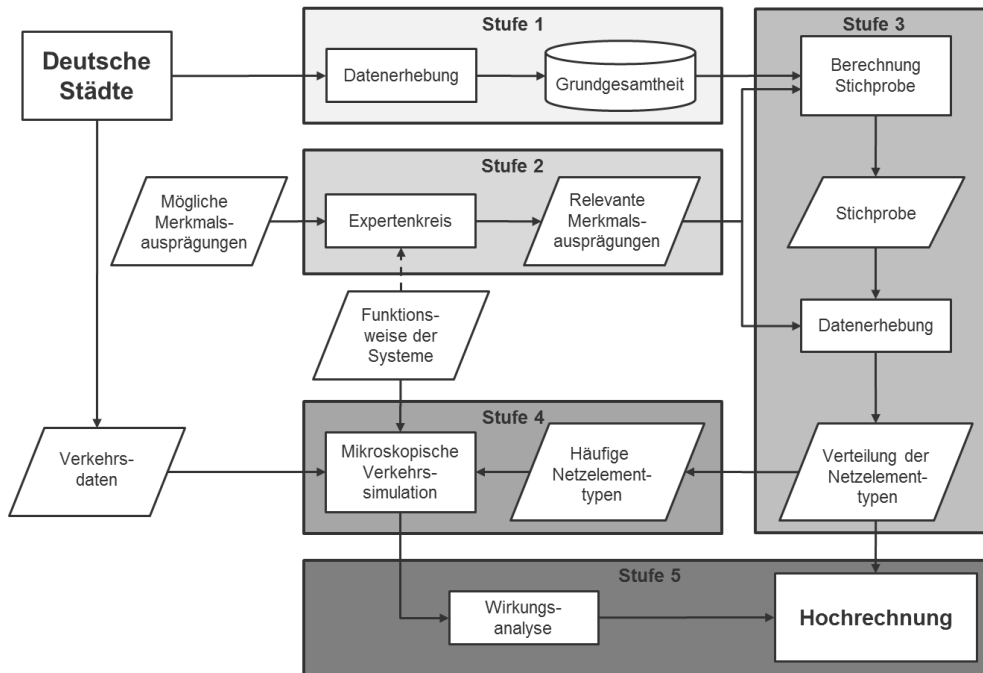 Stufe 1
Deutsche
Städte
Datenerhebung
Grundgesamtheit
Stufe 2
Mögliche
Merkmals-
ausprägungen
Expertenkreis
Relevante
Merkmals-
ausprägungen
Funktions-
weise der
Systeme
Stufe 3
Berechnung
Stichprobe
Stichprobe
Datenerhebung
Verteilung der
Netzelement-
typen
Stufe 4
Verkehrs-
daten
Mikroskopische
Verkehrs-
simulation
Häufige
Netzelement-
typen
Stufe 5
Wirkungs-
analyse
Hochrechnung